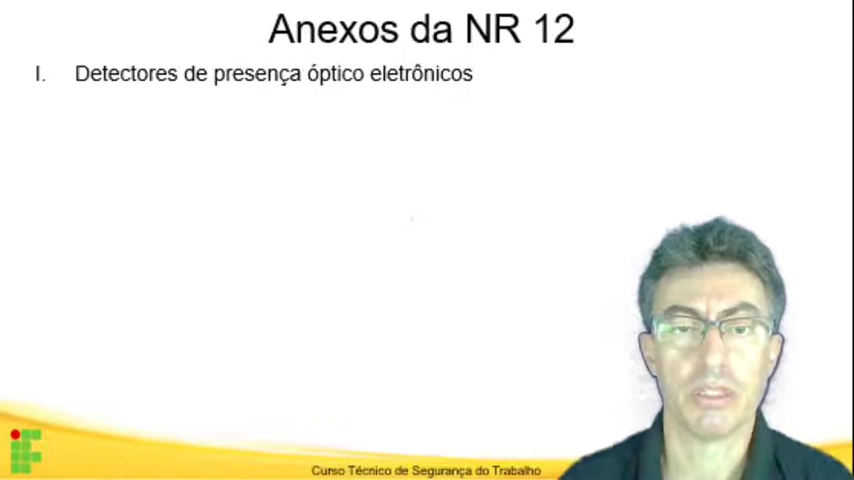 Anexos da NR 12
I. Detectores de presença óptico eletrônicos
Curso Técnico de Segurança do Trabalho